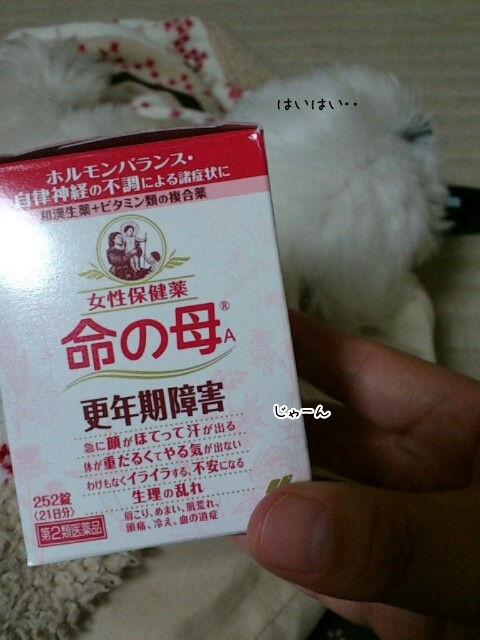 はいはい・・
ホルモンバランス・
自律神経の不調による諸症状に
和漢生薬+ビタミン類の複合薬
女性保健薬
命の母®A
更年期障害
じゃーん
急に顔がほてって汗が出る
体が重たるくてやる気が出ない
わけもなくイライラする、不安になる
生理の乱れ
肩こり、めまい、肌荒れ、
頭痛、冷え、血の道症
252錠
(21日分)
第2類医薬品